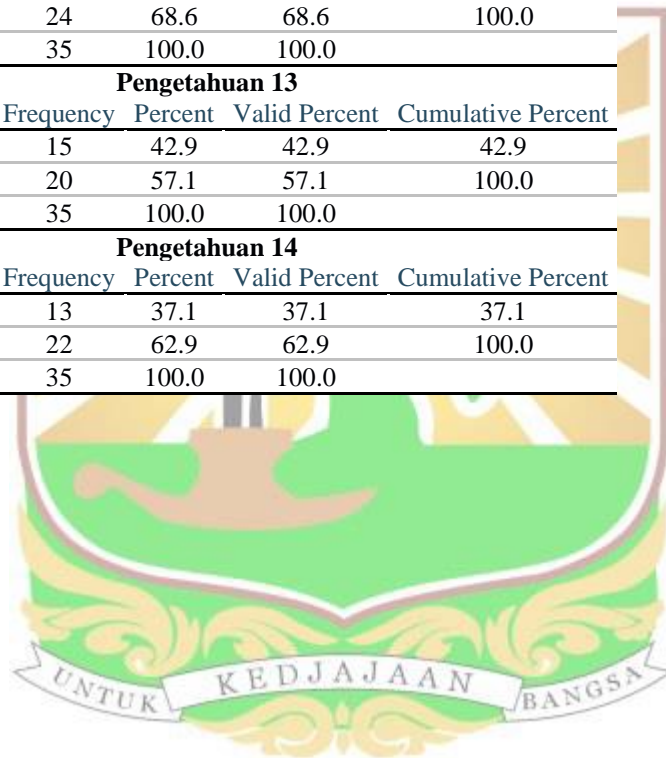 24 68.6 68.6 100.0
35 100.0 100.0
Pengetahuan 13
Frequency Percent Valid Percent Cumulative Percent
15 42.9 42.9 42.9
20 57.1 57.1 100.0
35 100.0 100.0
Pengetahuan 14
Frequency Percent Valid Percent Cumulative Percent
13 37.1 37.1 37.1
22 62.9 62.9 100.0
35 100.0 100.0
UNTUK KEDJAJAAN BANGSA